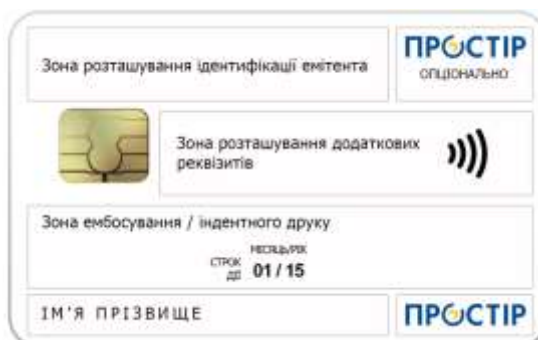 ПРОСТІР
ОПЦІОНАЛЬНО
Зона розташування ідентифікації емітента
Зона розташування додаткових
реквізитів
Зона ембосування / індентного друку
МІСЯЦЬ/РІК
СТРОК
ДІЇ
01 / 15
ІМ'Я ПРІЗВИЩЕ
ПРОСТІР